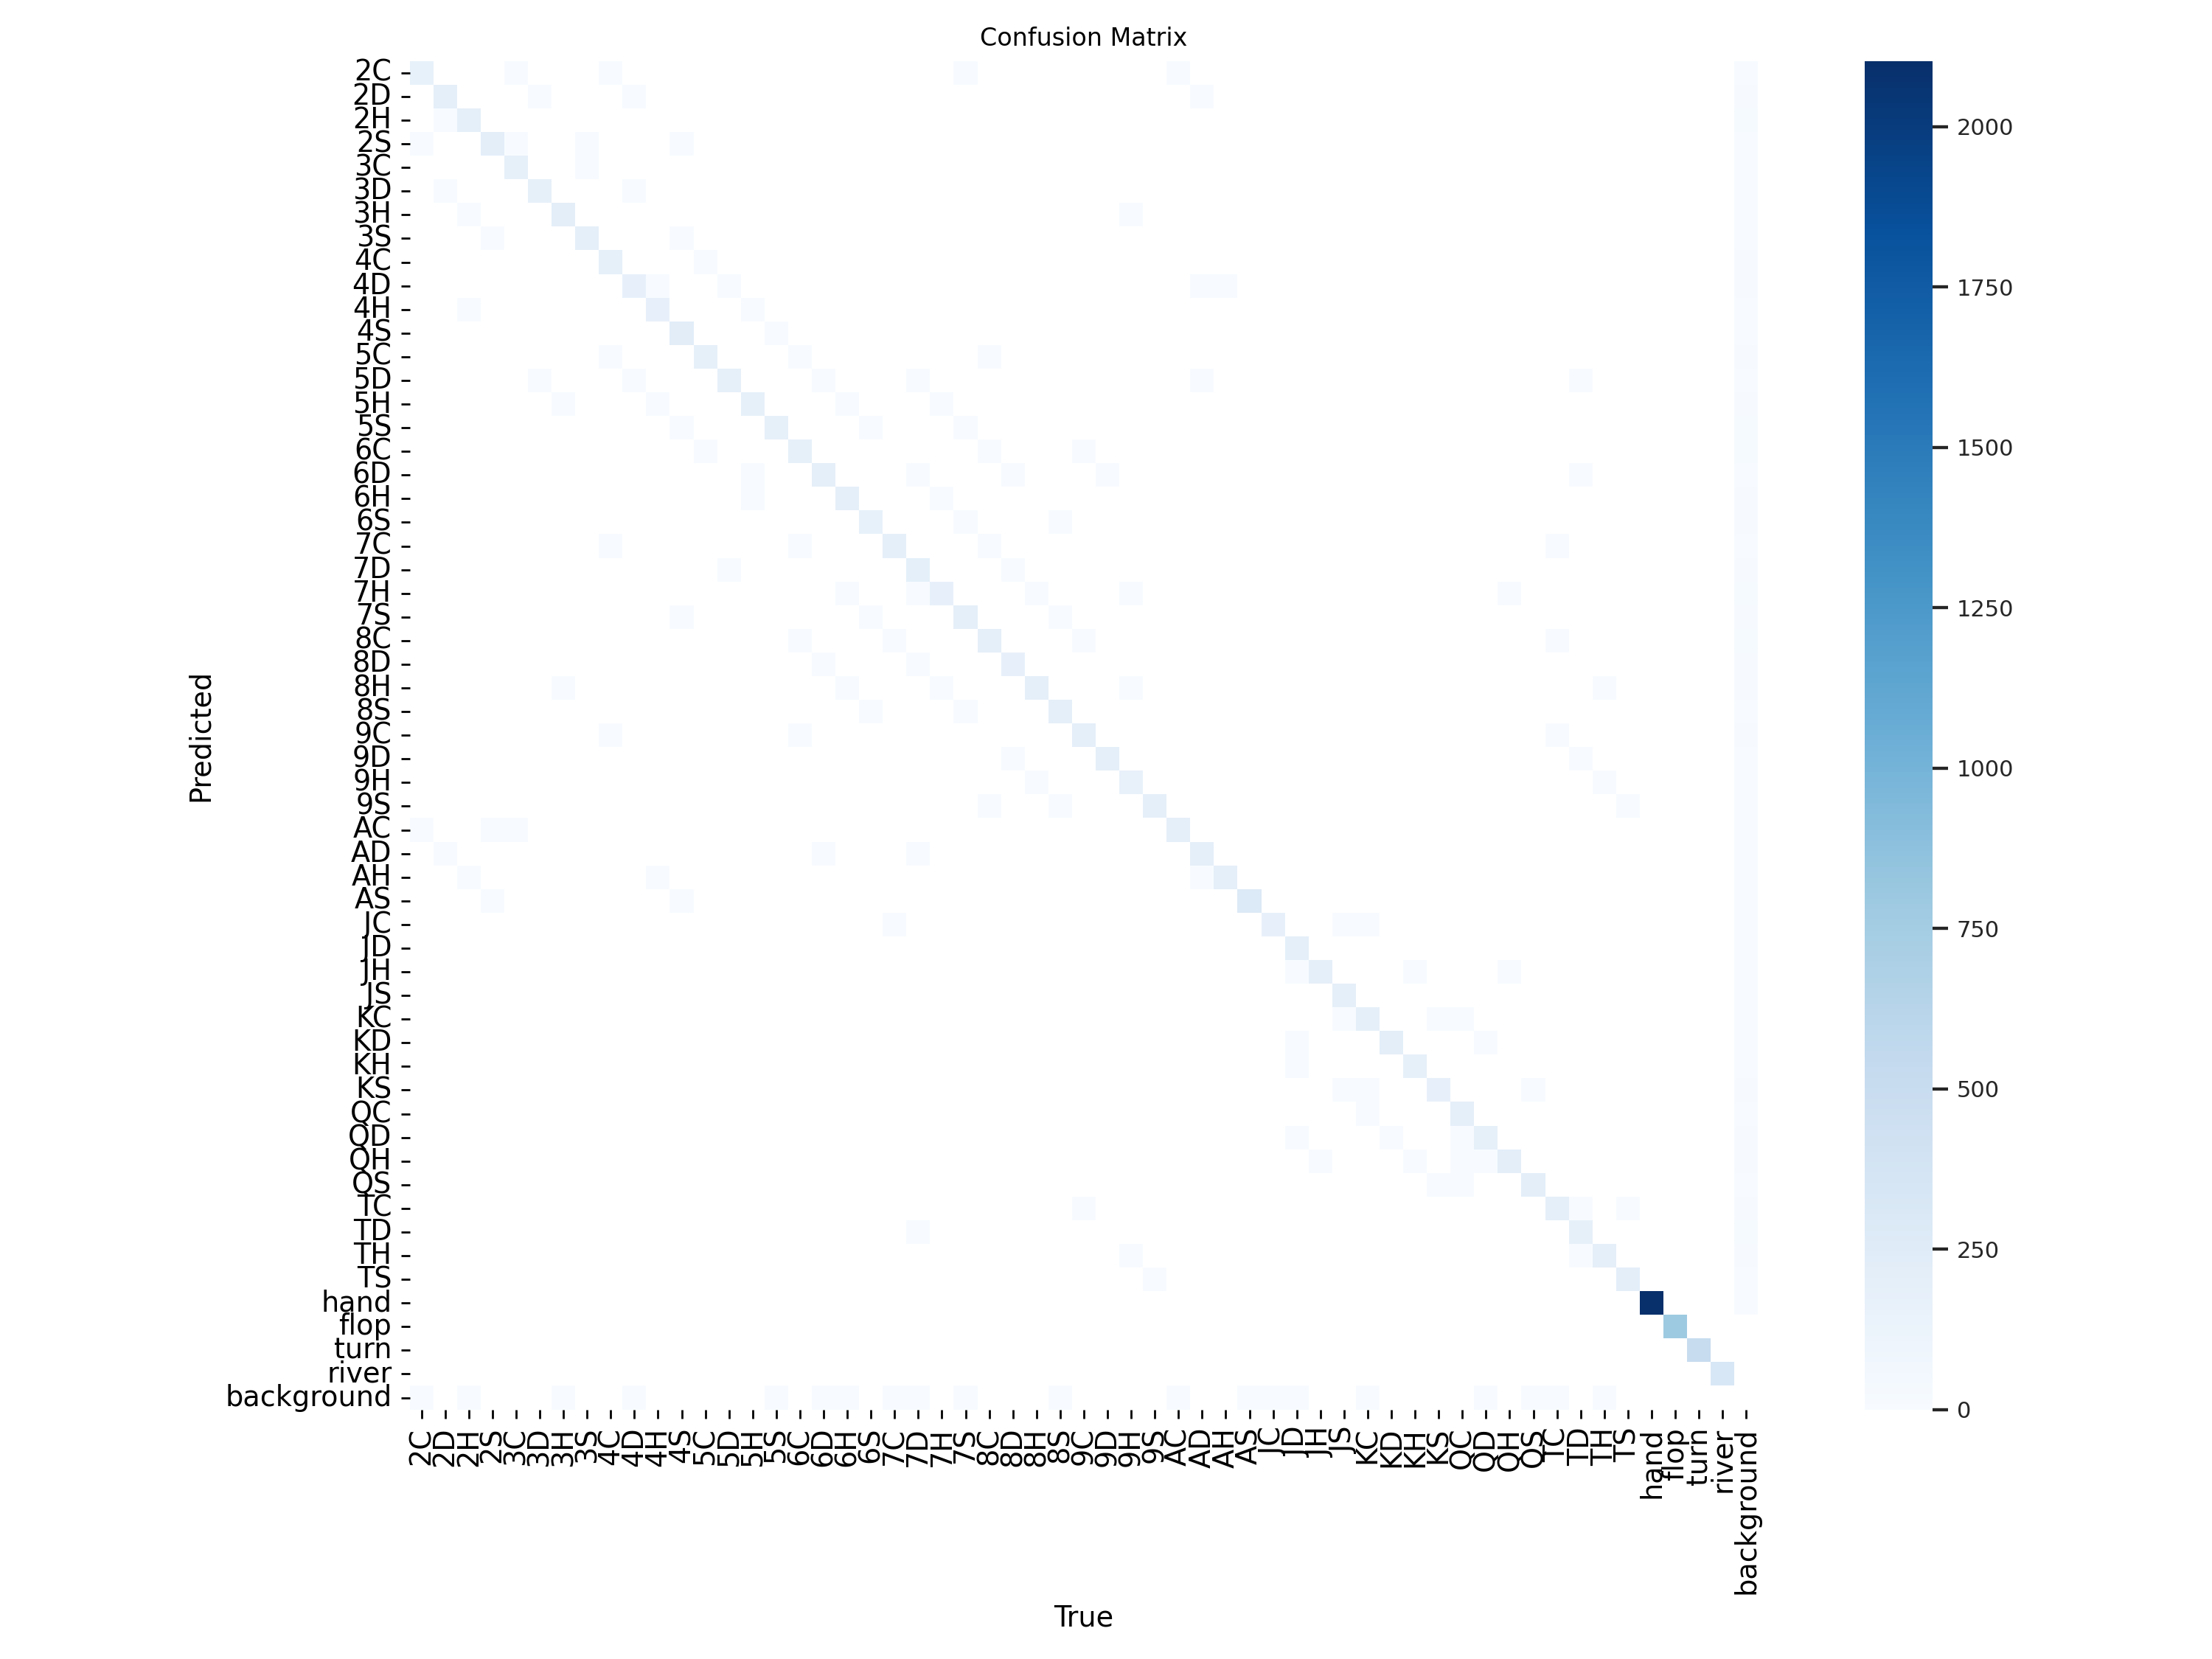 Confusion Matrix
2C
2D
2H
2S
3C
3D
3H
3S
4C
4D
4H
4S
5C
5D
5H
5S
6C
6D
6H
6S
7C
7D
7H
7S
8C
8D
8H
8S
9C
9D
9H
9S
AC
AD
AH
AS
JC
JD
JH
JS
KC
KD
KH
KS
QC
QD
QH
QS
TC
TD
TH
TS
hand
flop
turn
river
background
Predicted
2C 2D 2H 2S 3C 3D 3H 3S 4C 4D 4H 4S 5C 5D 5H 5S 6C 6D 6H 6S 7C 7D 7H 7S 8C 8D 8H 8S 9C 9D 9H 9S AC AD AH AS JC JD JH JS KC KD KH KS QC QD QH QS TC TD TH TS hand flop turn river background
True
2000
1750
1500
1250
1000
750
500
250
0